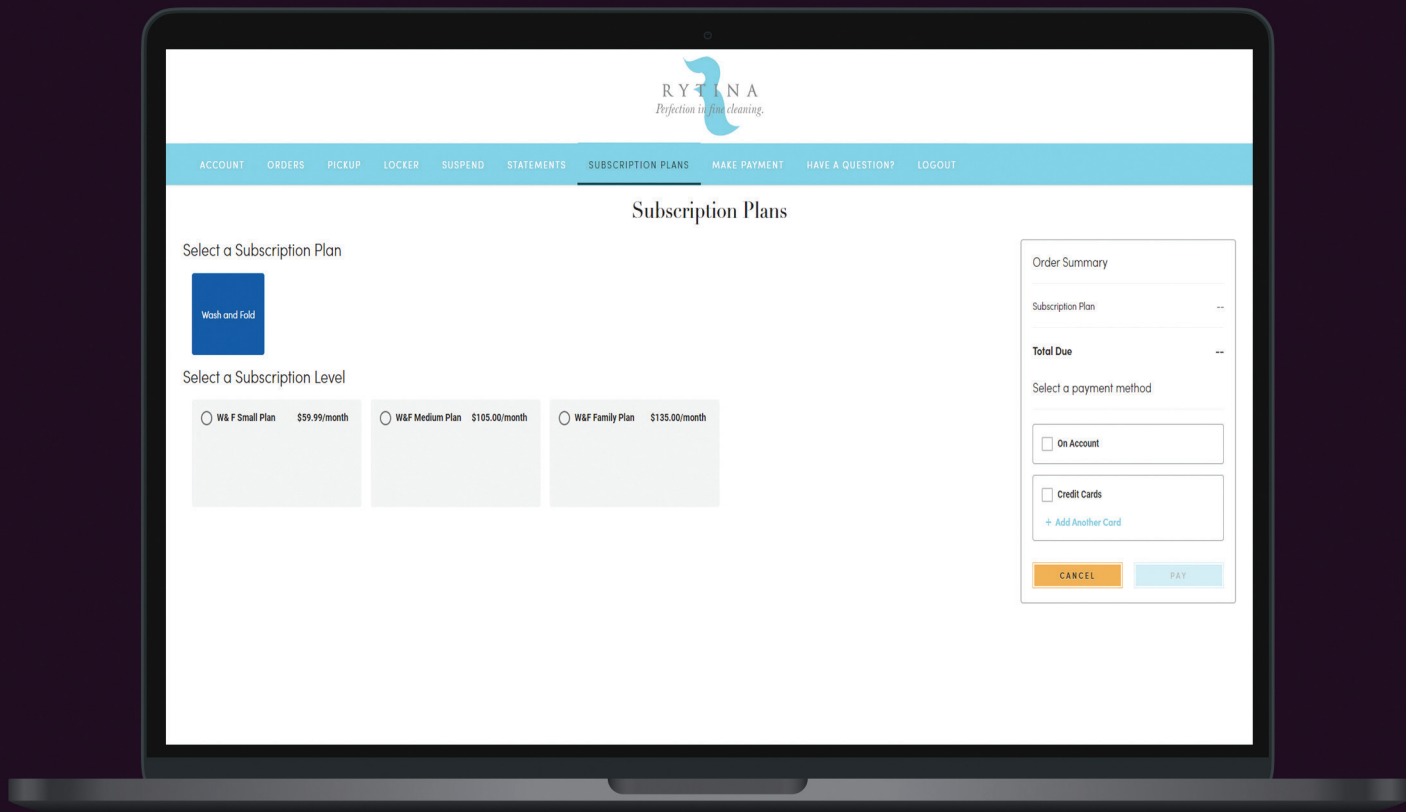 RYTINA
Perfection in fine cleaning.
ACCOUNT ORDERS PICKUP LOCKER SUSPEND STATEMENTS SUBSCRIPTION PLANS MAKE PAYMENT HAVE A QUESTION? LOGOUT
Subscription Plans
Select a Subscription Plan
Wash and Fold
Select a Subscription Level
W& F Small Plan $59.99/month
W&F Medium Plan $105.00/month
W&F Family Plan $135.00/month
Order Summary
Subscription Plan --
Total Due --
Select a payment method
On Account
Credit Cards
+ Add Another Card
CANCEL PAY